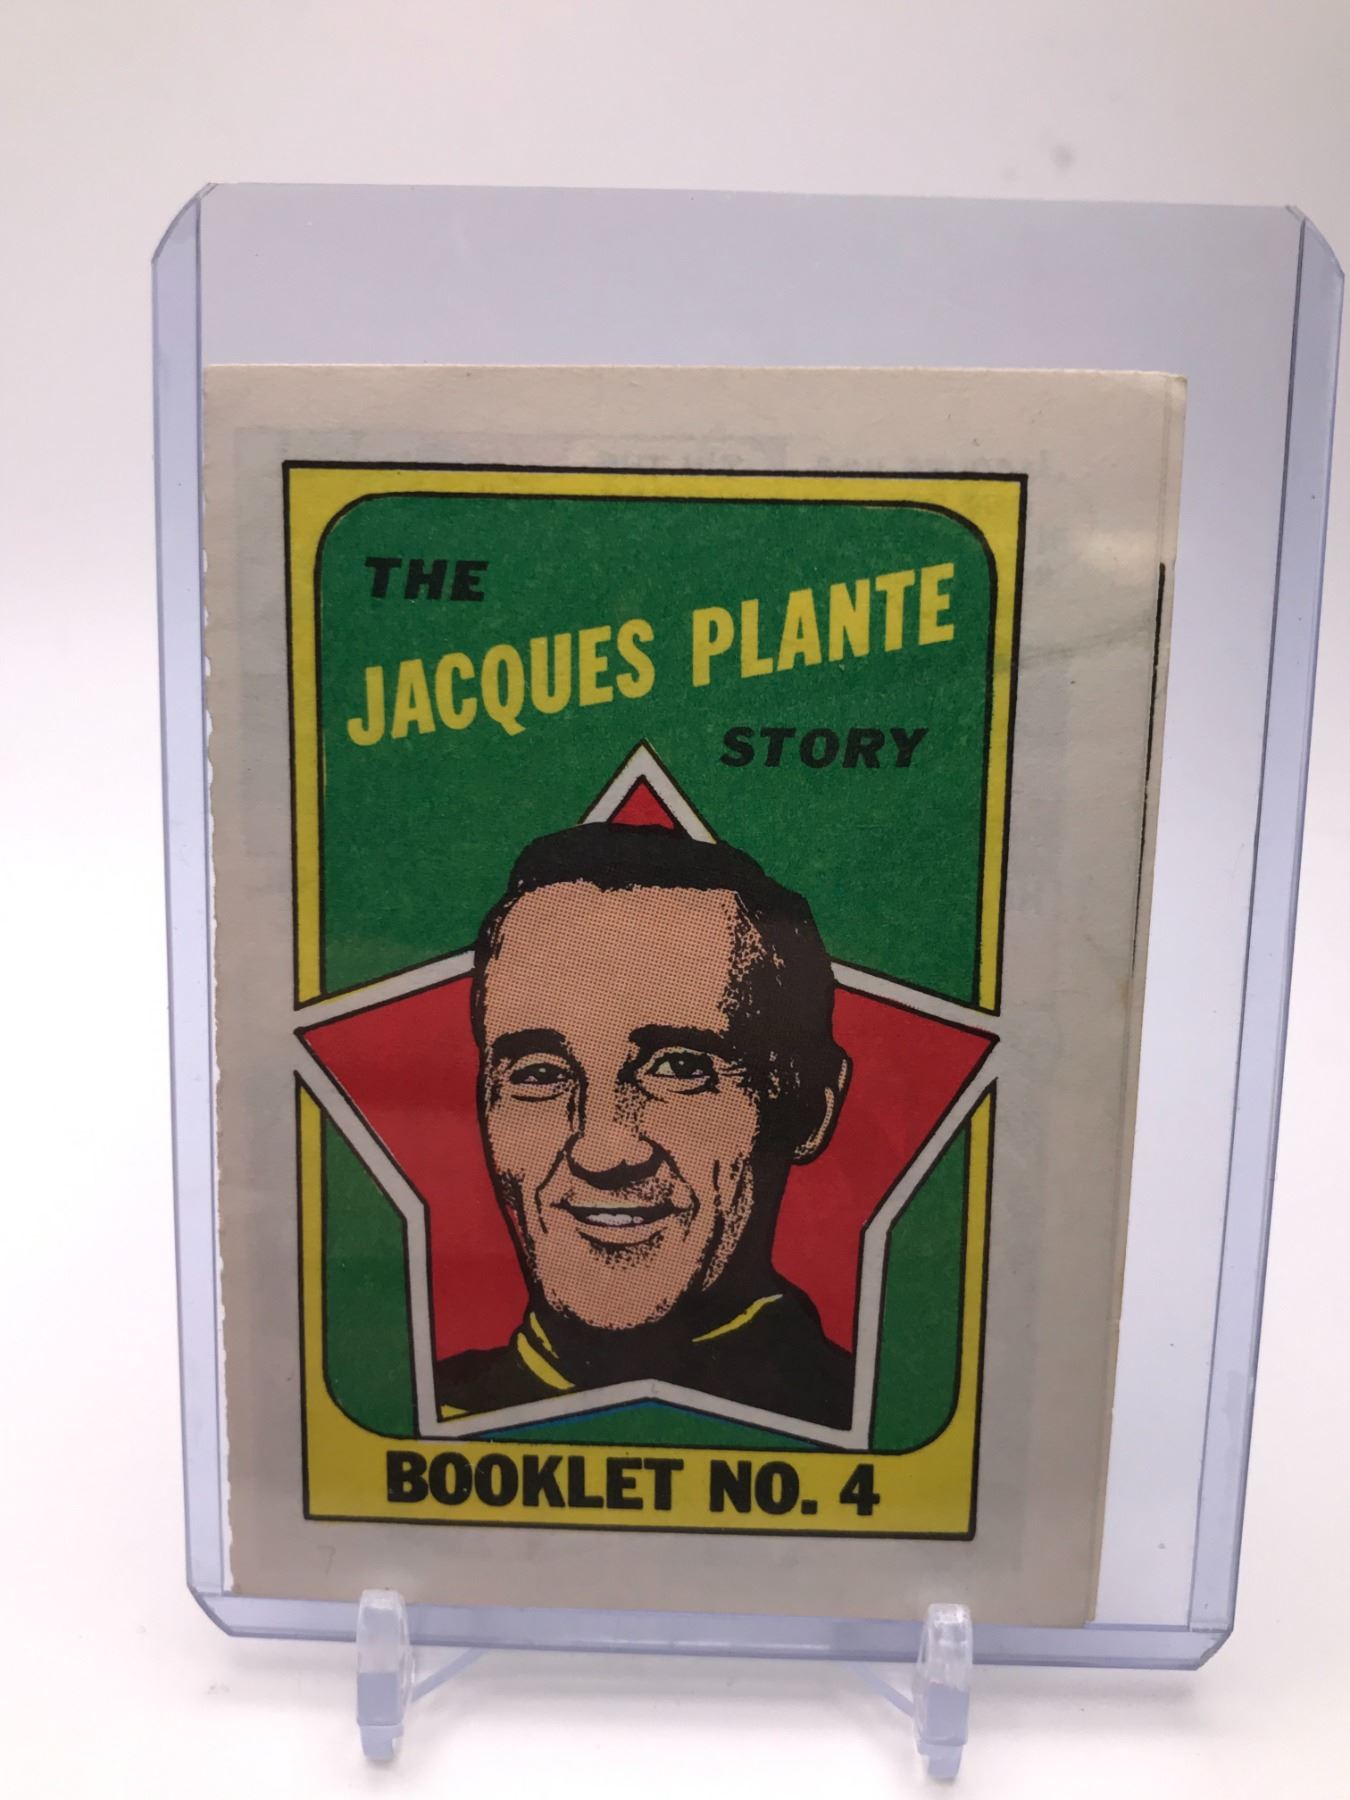 THE
JACQUES PLANTE
STORY
BOOKLET NO. 4